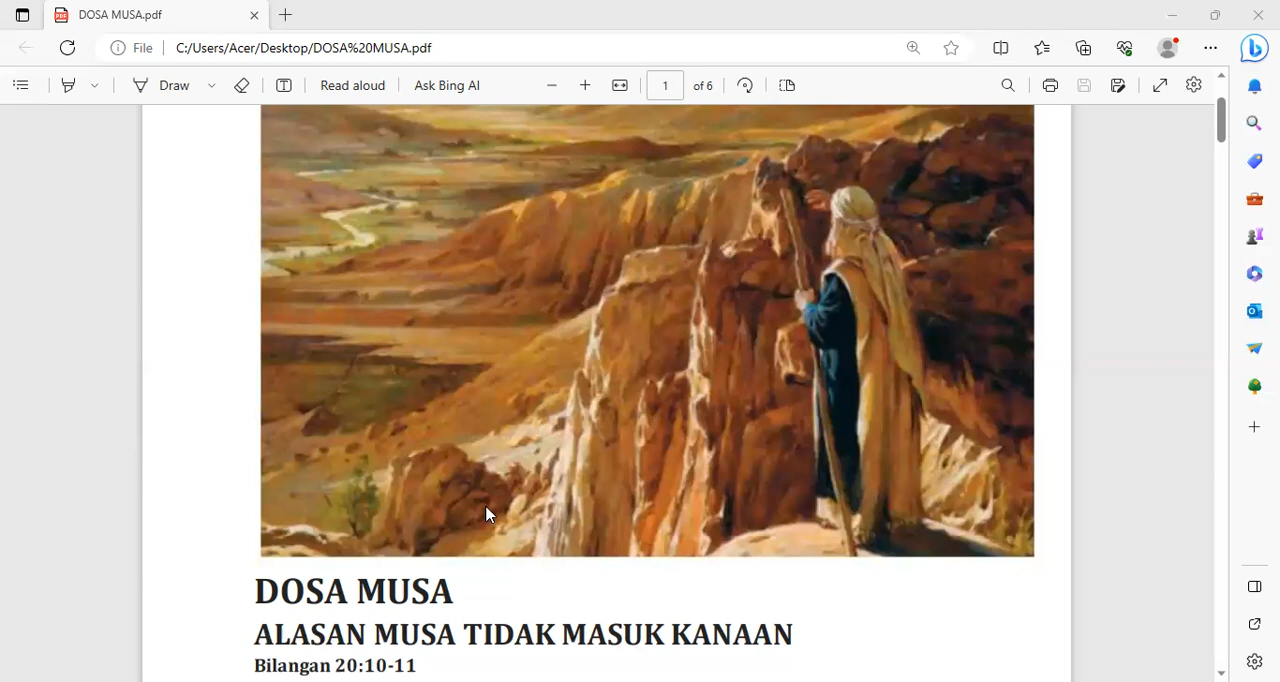 DOSA MUSA.pdf
File
C:/Users/Acer/Desktop/DOSA%20MUSA.pdf
Draw
Read aloud
Ask Bing AI
1
of 6
DOSA MUSA
ALASAN MUSA TIDAK MASUK KANAAN
Bilangan 20:10-11